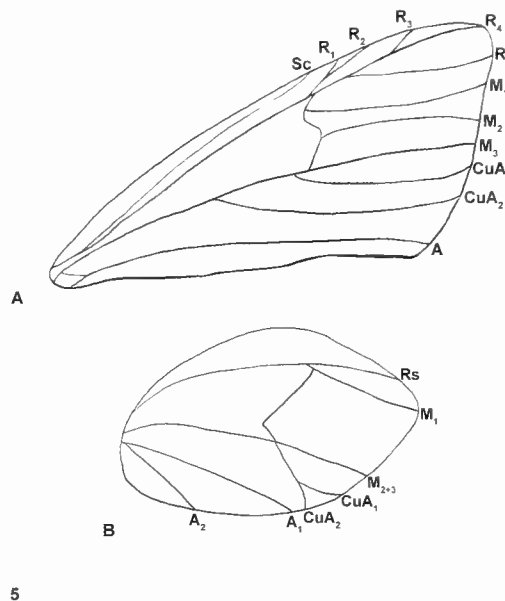 R₃
R₄
R₂
R₁
Sc
R
M
M₂
M₃
CuA
CuA₂
A
A
Rs
M₁
M₂₊₃
CuA₁
CuA₂
A₁
A₂
B
5